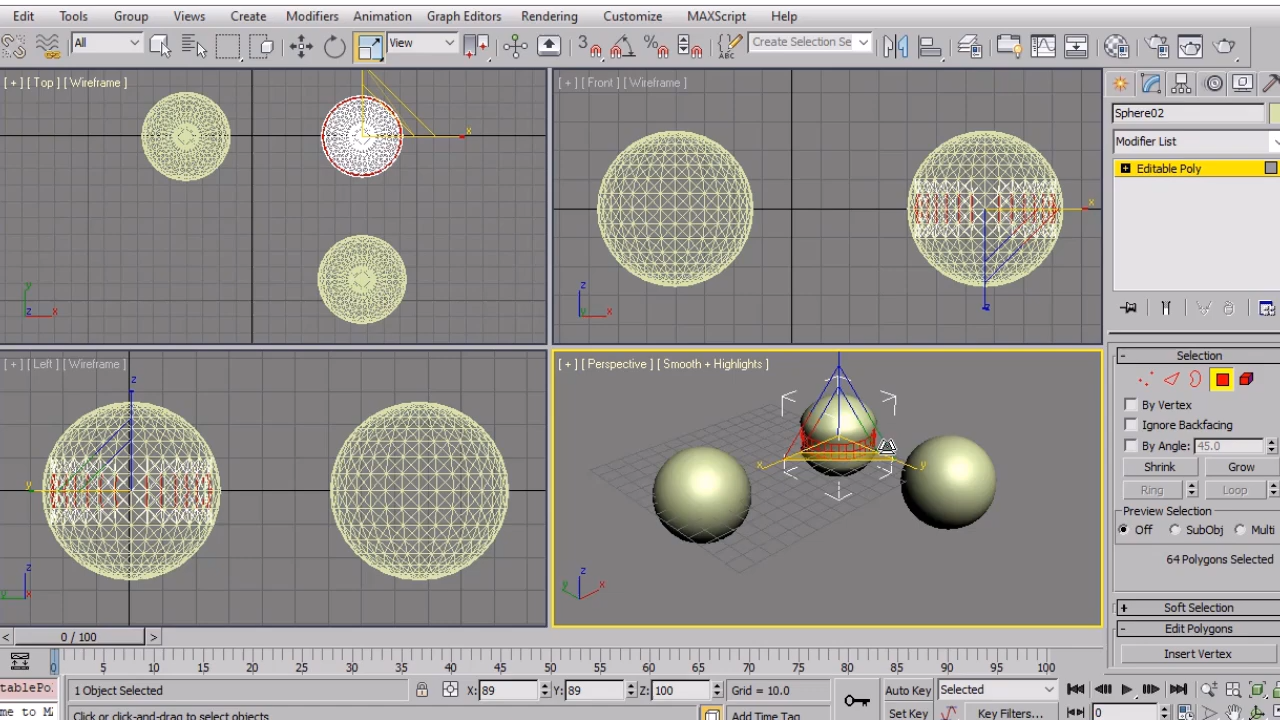 Edit Tools Group Views Create Modifiers Animation Graph Editors Rendering Customize MAXScript Help
All View 3 % ABC Create Selection Se
[ + ] [ Top ] [ Wireframe ]
x
y
z x
[ + ] [ Front ] [ Wireframe ]
x
z
z
y x
[ + ] [ Left ] [ Wireframe ]
z
y
z
y x
[ + ] [ Perspective ] [ Smooth + Highlights ]
x y
z
y x
Sphere02
Modifier List
Editable Poly
- Selection
By Vertex
Ignore Backfacing
By Angle: 45.0
Shrink Grow
Ring Loop
Preview Selection
Off SubObj Multi
64 Polygons Selected
+ Soft Selection
- Edit Polygons
Insert Vertex
< 0 / 100 >
0 5 10 15 20 25 30 35 40 45 50 55 60 65 70 75 80 85 90 95 100
1 Object Selected X: 89 Y: 89 Z: 100 Grid = 10.0 Auto Key Selected
Click or click-and-drag to select objects Add Time Tag Set Key Key Filters... 0